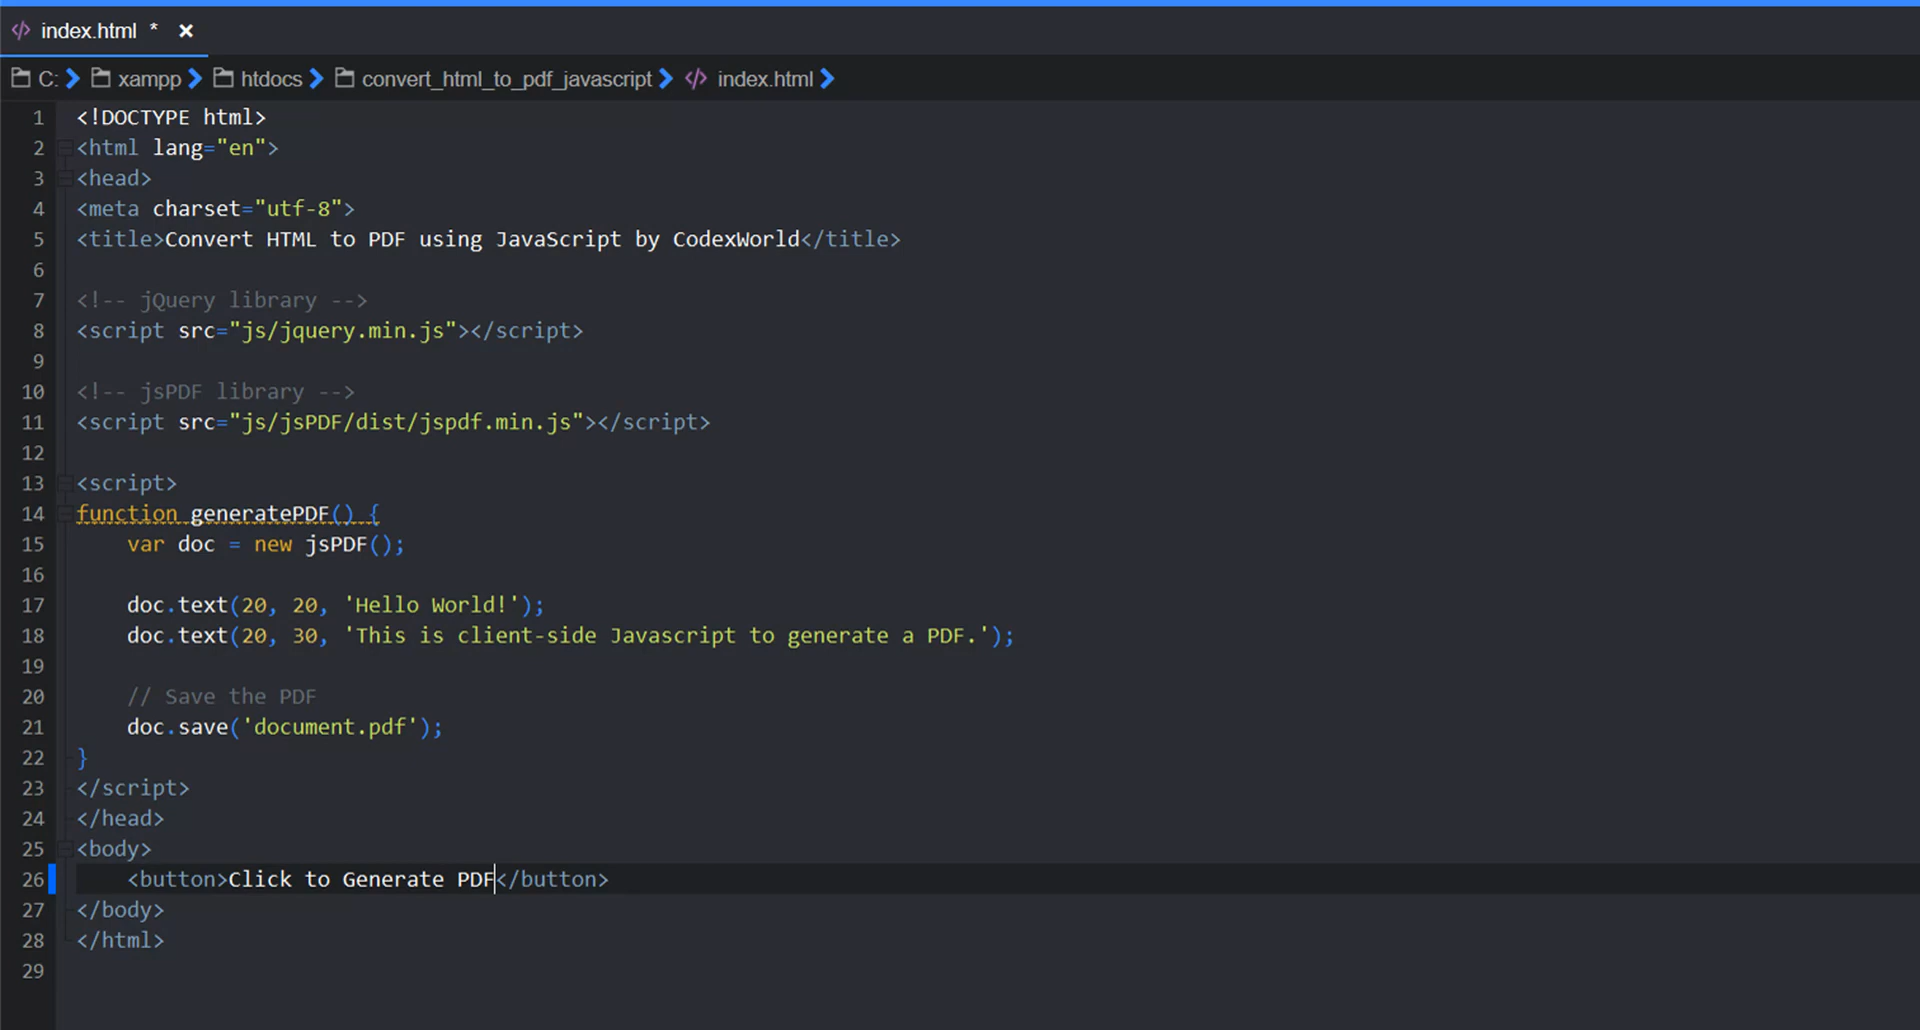 index.html * ×
C: xampp htdocs convert_html_to_pdf_javascript index.html
1 <!DOCTYPE html>
2 <html lang="en">
3 <head>
4 <meta charset="utf-8">
5 <title>Convert HTML to PDF using JavaScript by CodexWorld</title>
6
7 <!-- jQuery library -->
8 <script src="js/jquery.min.js"></script>
9
10 <!-- jsPDF library -->
11 <script src="js/jsPDF/dist/jspdf.min.js"></script>
12
13 <script>
14 function generatePDF() {
15     var doc = new jsPDF();
16
17     doc.text(20, 20, 'Hello World!');
18     doc.text(20, 30, 'This is client-side Javascript to generate a PDF.');
19
20     // Save the PDF
21     doc.save('document.pdf');
22 }
23 </script>
24 </head>
25 <body>
26     <button>Click to Generate PDF</button>
27 </body>
28 </html>
29